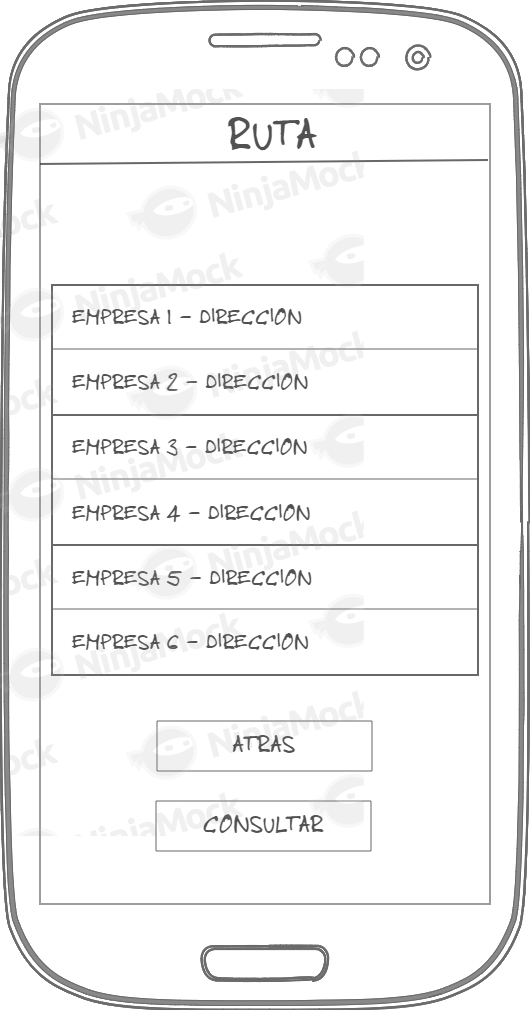 RUTA
EMPRESA 1 - DIRECCION
EMPRESA 2 - DIRECCION
EMPRESA 3 - DIRECCION
EMPRESA 4 - DIRECCION
EMPRESA 5 - DIRECCION
EMPRESA 6 - DIRECCION
ATRAS
CONSULTAR
NinjaMock